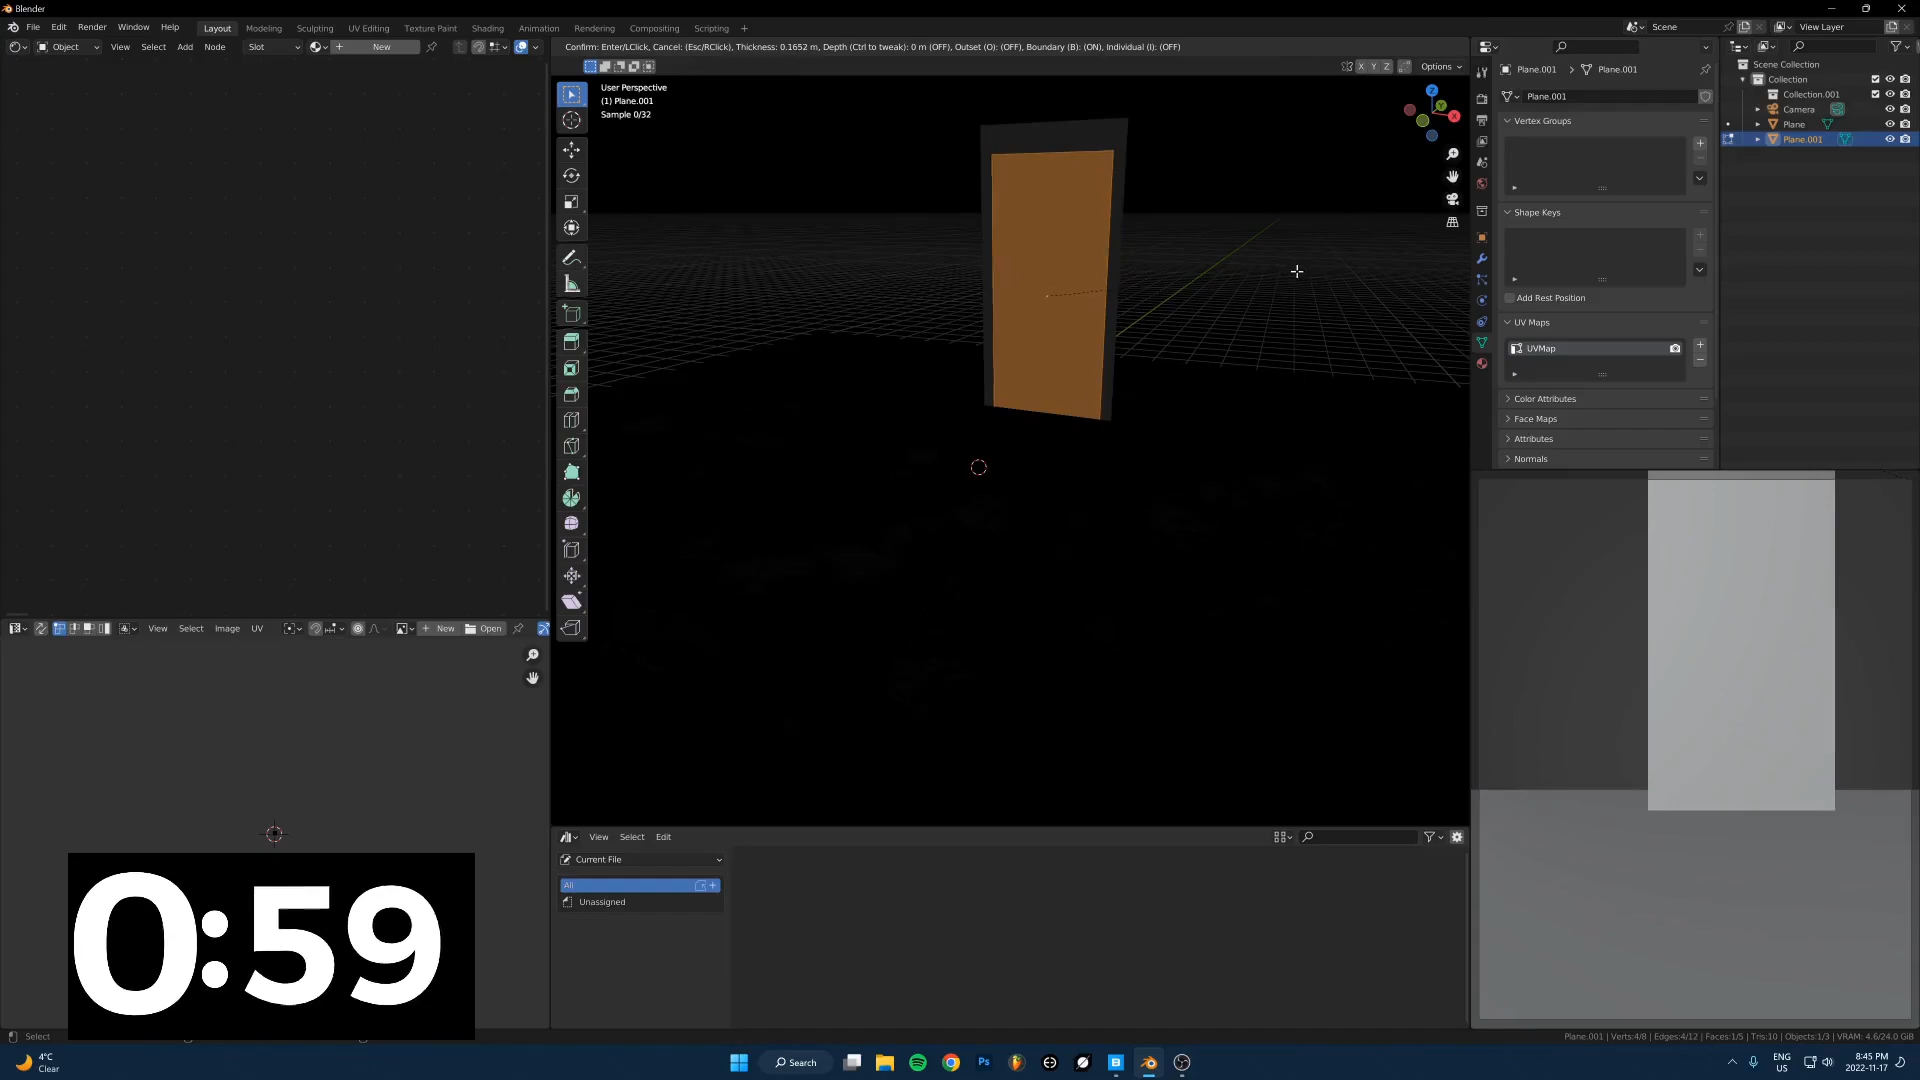 Blender
File Edit Render Window Help Layout Modeling Sculpting UV Editing Texture Paint Shading Animation Rendering Compositing Scripting + Scene View Layer
Object View Select Add Node Slot New
Confirm: Enter/LClick, Cancel: (Esc/RClick), Thickness: 0.1652 m, Depth (Ctrl to tweak): 0 m (OFF), Outset (O): (OFF), Boundary (B): (ON), Individual (I): (OFF)
X Y Z Options
User Perspective
(1) Plane.001
Sample 0/32
Z
Y
X
Plane.001 > Plane.001
Plane.001
Vertex Groups
Shape Keys
Add Rest Position
UV Maps
UVMap
Color Attributes
Face Maps
Attributes
Normals
Scene Collection
Collection
Collection.001
Camera
Plane
Plane.001
View Select Image UV New Open
View Select Edit
Current File
All
Unassigned
0:59
Select
Plane.001 | Verts:4/8 | Edges:4/12 | Faces:1/5 | Tris:10 | Objects:1/3 | VRAM: 4.6/24.0 GiB
4°C
Clear
Search
Ps
ENG
US
8:45 PM
2022-11-17